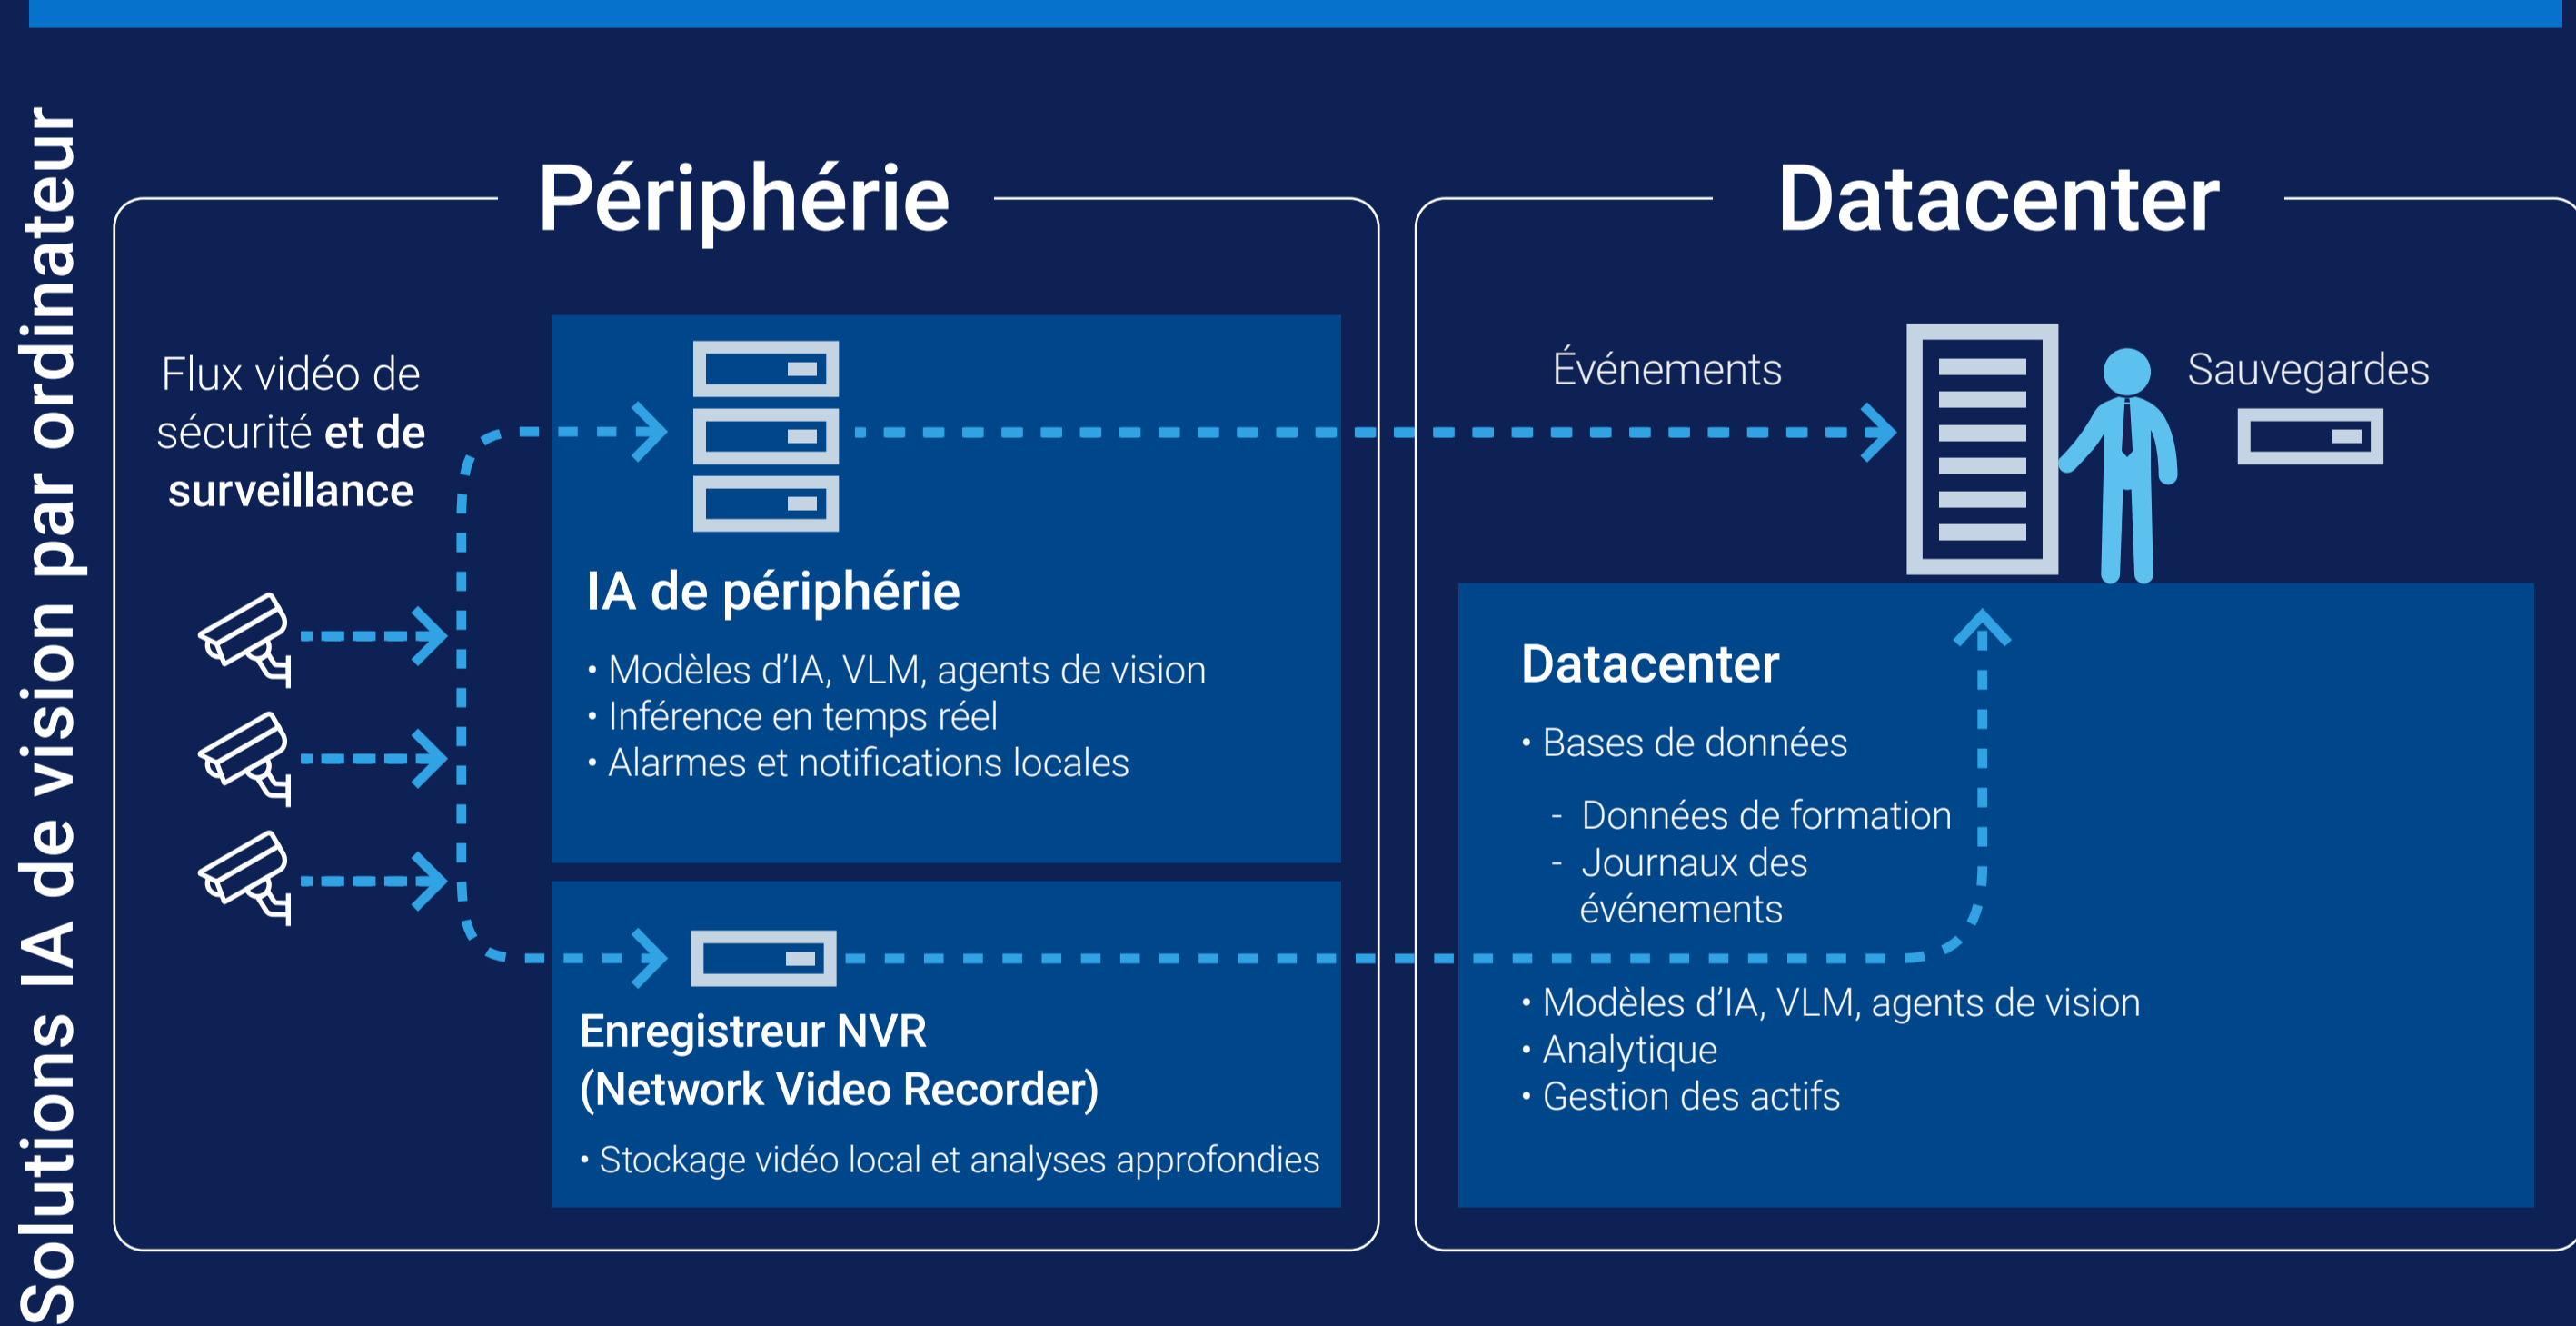 Solutions IA de vision par ordinateur
Périphérie
Flux vidéo de
sécurité et de
surveillance
IA de périphérie
• Modèles d’IA, VLM, agents de vision
• Inférence en temps réel
• Alarmes et notifications locales
Enregistreur NVR
(Network Video Recorder)
• Stockage vidéo local et analyses approfondies
Datacenter
Événements
Sauvegardes
Datacenter
• Bases de données
- Données de formation
- Journaux des
événements
• Modèles d’IA, VLM, agents de vision
• Analytique
• Gestion des actifs